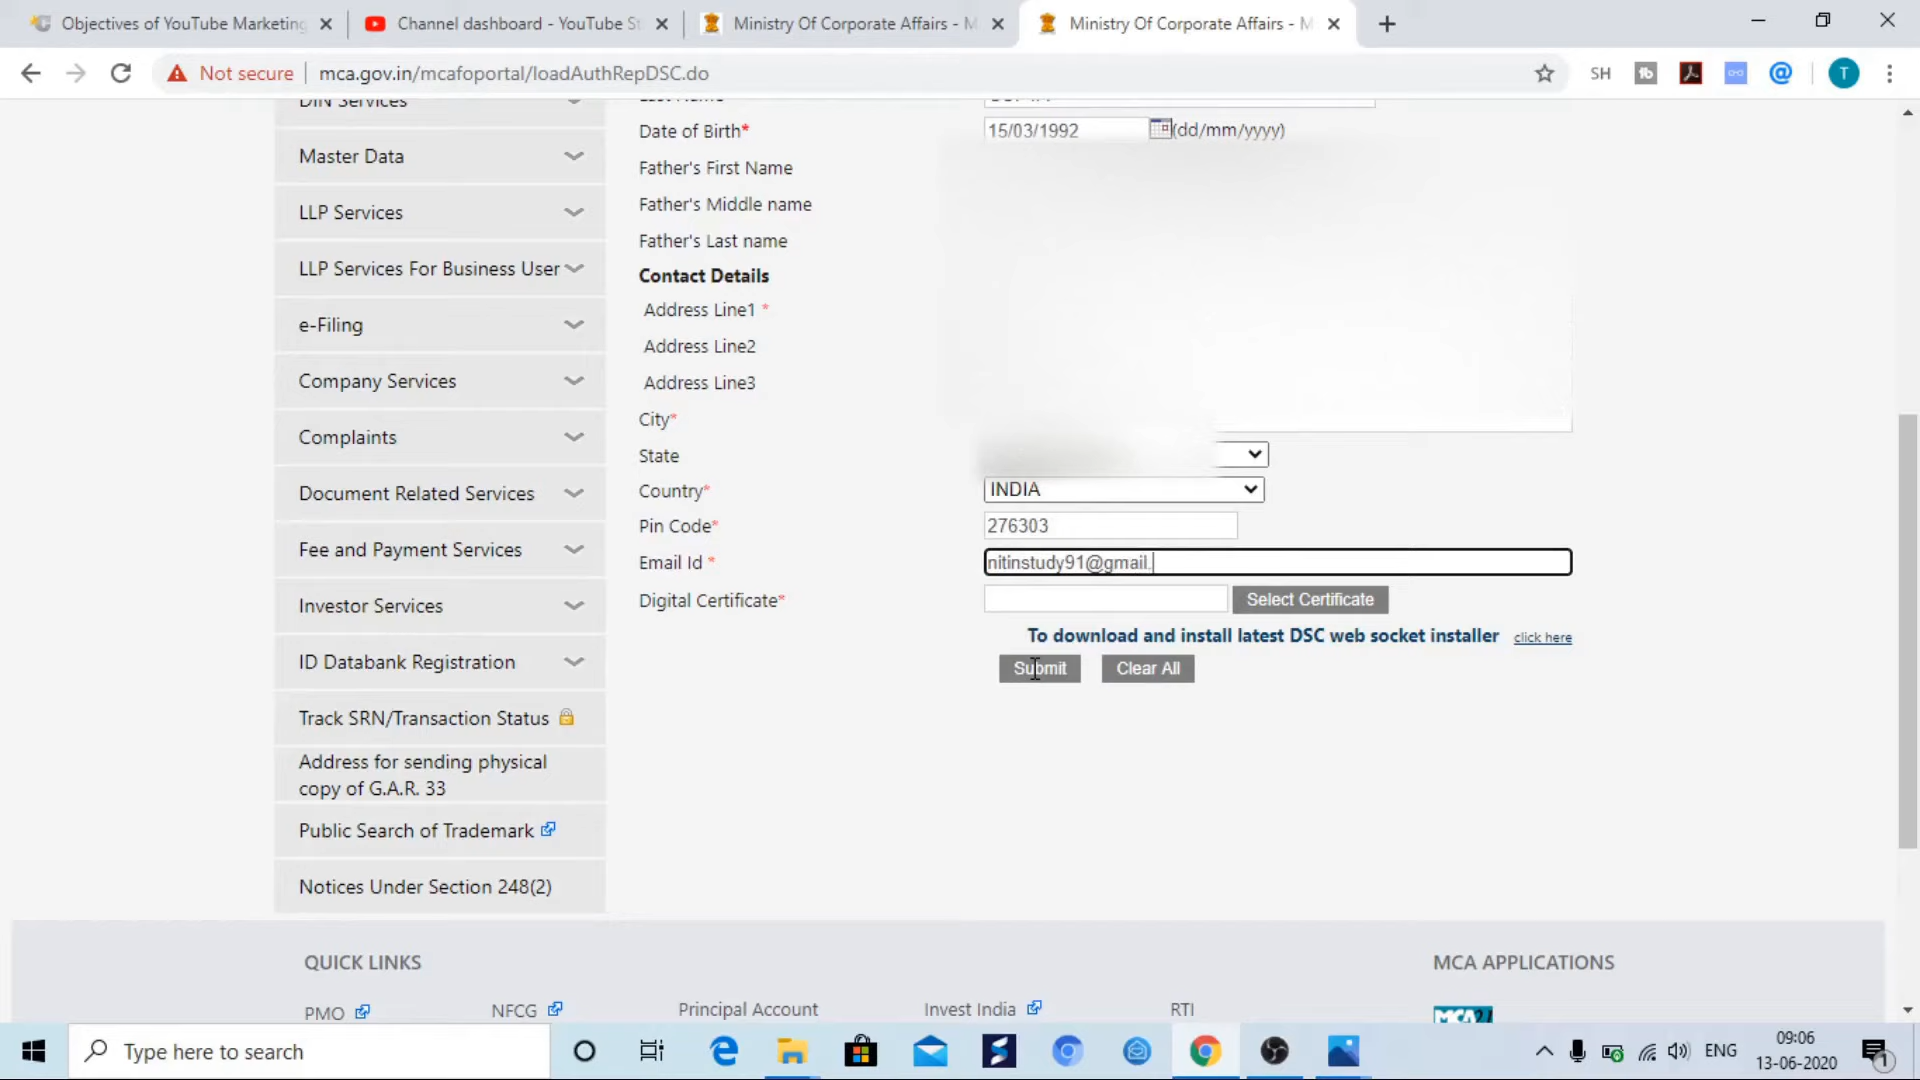 Objectives of YouTube Marketing
Channel dashboard - YouTube St
Ministry Of Corporate Affairs - M
Ministry Of Corporate Affairs - M
Not secure
mca.gov.in/mcafoportal/loadAuthRepDSC.do
SH
T
DIN Services
Master Data
LLP Services
LLP Services For Business User
e-Filing
Company Services
Complaints
Document Related Services
Fee and Payment Services
Investor Services
ID Databank Registration
Track SRN/Transaction Status
Address for sending physical
copy of G.A.R. 33
Public Search of Trademark
Notices Under Section 248(2)
Date of Birth* 15/03/1992 (dd/mm/yyyy)
Father's First Name
Father's Middle name
Father's Last name
Contact Details
Address Line1 *
Address Line2
Address Line3
City*
State
Country* INDIA
Pin Code* 276303
Email Id * nitinstudy91@gmail.
Digital Certificate* Select Certificate
To download and install latest DSC web socket installer click here
Submit Clear All
QUICK LINKS
MCA APPLICATIONS
PMO NFCG Principal Account Invest India RTI
MCA21
Type here to search
ENG
09:06
13-06-2020
1